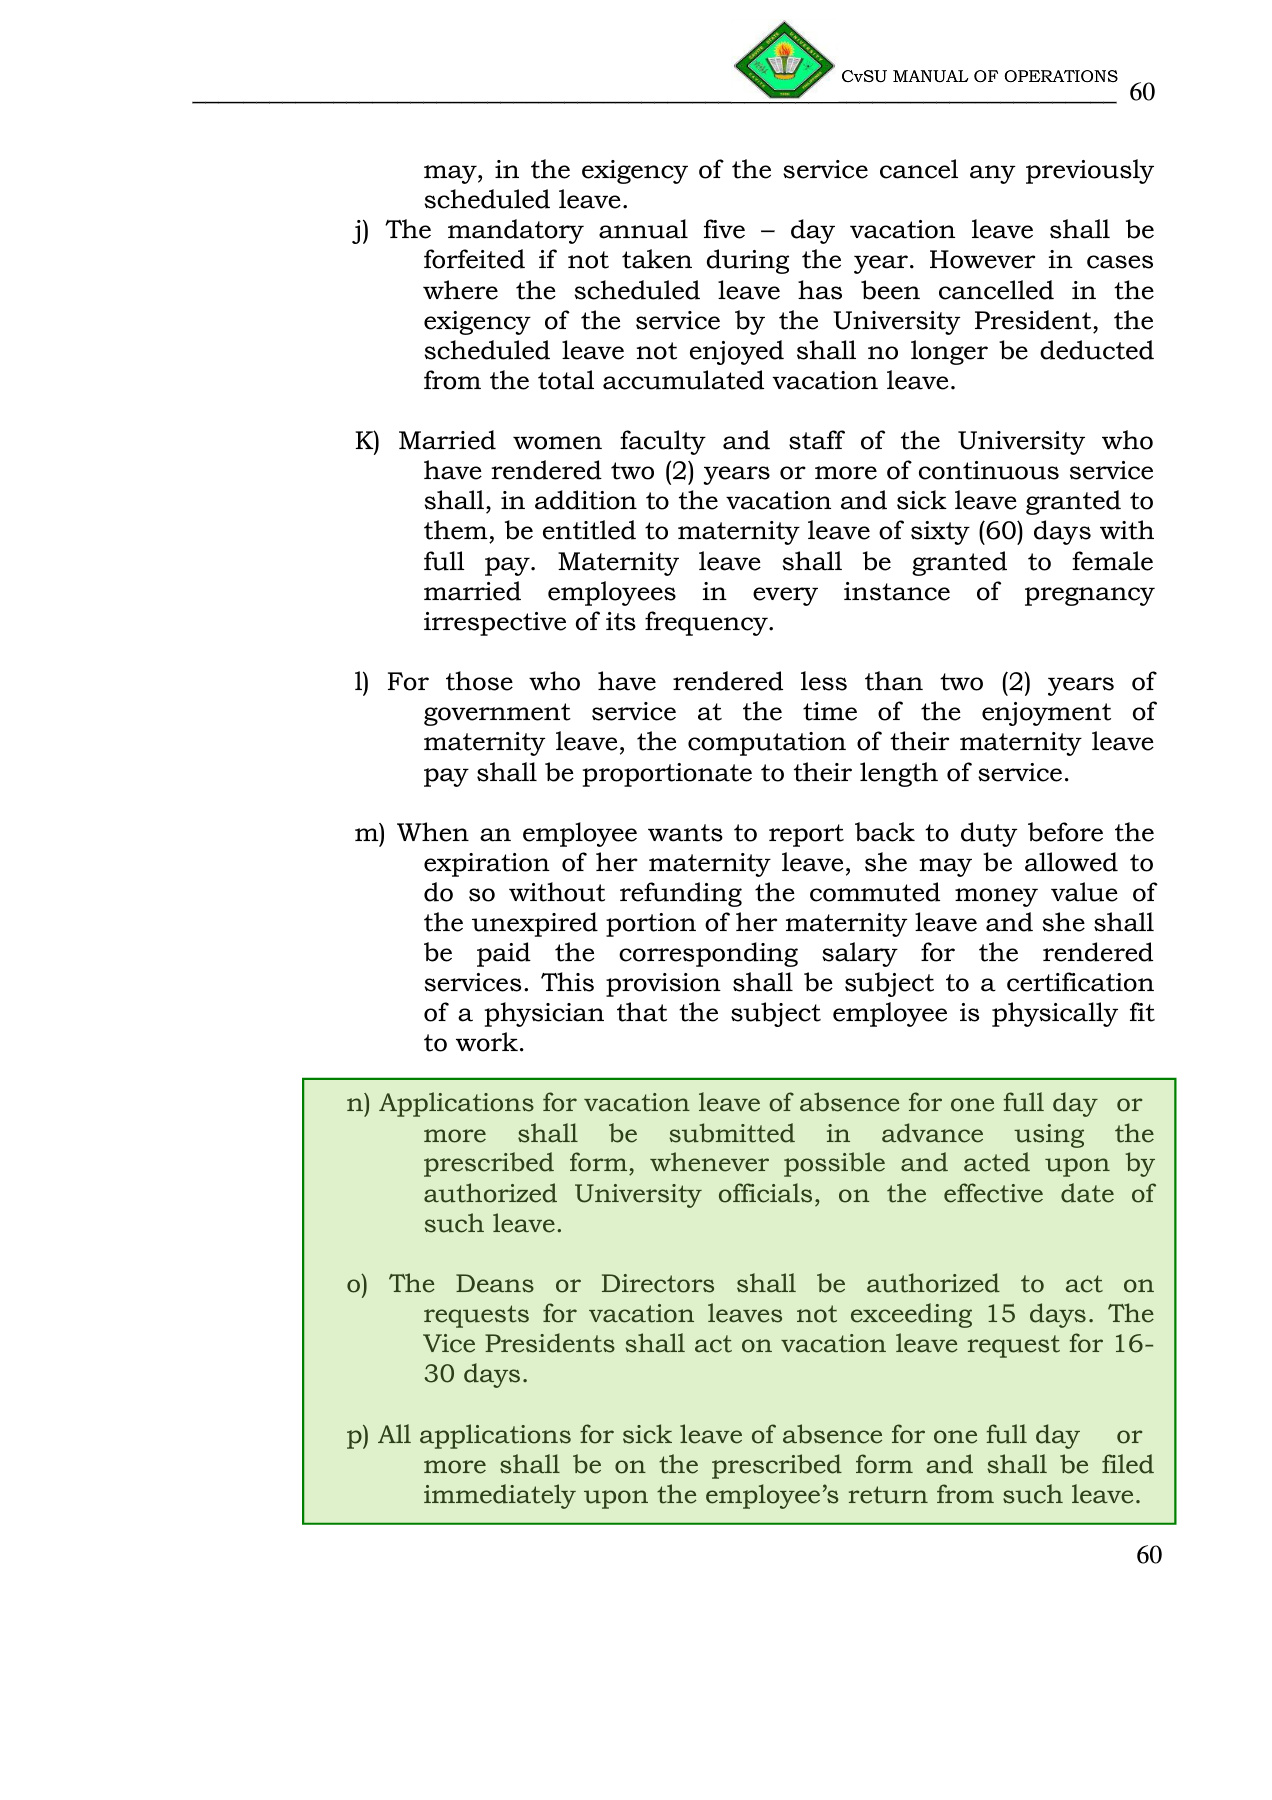 CvSU MANUAL OF OPERATIONS
60
may, in the exigency of the service cancel any previously
scheduled leave.
j) The mandatory annual five – day vacation leave shall be
forfeited if not taken during the year. However in cases
where the scheduled leave has been cancelled in the
exigency of the service by the University President, the
scheduled leave not enjoyed shall no longer be deducted
from the total accumulated vacation leave.
K) Married women faculty and staff of the University who
have rendered two (2) years or more of continuous service
shall, in addition to the vacation and sick leave granted to
them, be entitled to maternity leave of sixty (60) days with
full pay. Maternity leave shall be granted to female
married employees in every instance of pregnancy
irrespective of its frequency.
l) For those who have rendered less than two (2) years of
government service at the time of the enjoyment of
maternity leave, the computation of their maternity leave
pay shall be proportionate to their length of service.
m) When an employee wants to report back to duty before the
expiration of her maternity leave, she may be allowed to
do so without refunding the commuted money value of
the unexpired portion of her maternity leave and she shall
be paid the corresponding salary for the rendered
services. This provision shall be subject to a certification
of a physician that the subject employee is physically fit
to work.
n) Applications for vacation leave of absence for one full day or
more shall be submitted in advance using the
prescribed form, whenever possible and acted upon by
authorized University officials, on the effective date of
such leave.
o) The Deans or Directors shall be authorized to act on
requests for vacation leaves not exceeding 15 days. The
Vice Presidents shall act on vacation leave request for 16-
30 days.
p) All applications for sick leave of absence for one full day or
more shall be on the prescribed form and shall be filed
immediately upon the employee’s return from such leave.
60